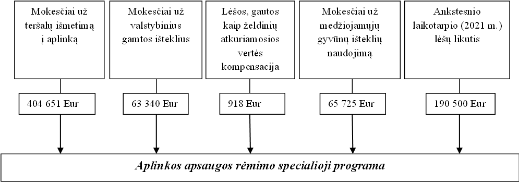 Mokesčiai už
teršalų išmetimą
į aplinką
Mokesčiai už
valstybinius
gamtos išteklius
Lėšos, gautos
kaip želdinių
atkuriamosios
vertės
kompensacija
Mokesčiai už
medžiojamųjų
gyvūnų išteklių
naudojimą
Ankstesnio
laikotarpio (2021 m.)
lėšų likutis
404 651 Eur
63 340 Eur
918 Eur
65 725 Eur
190 500 Eur
Aplinkos apsaugos rėmimo specialioji programa